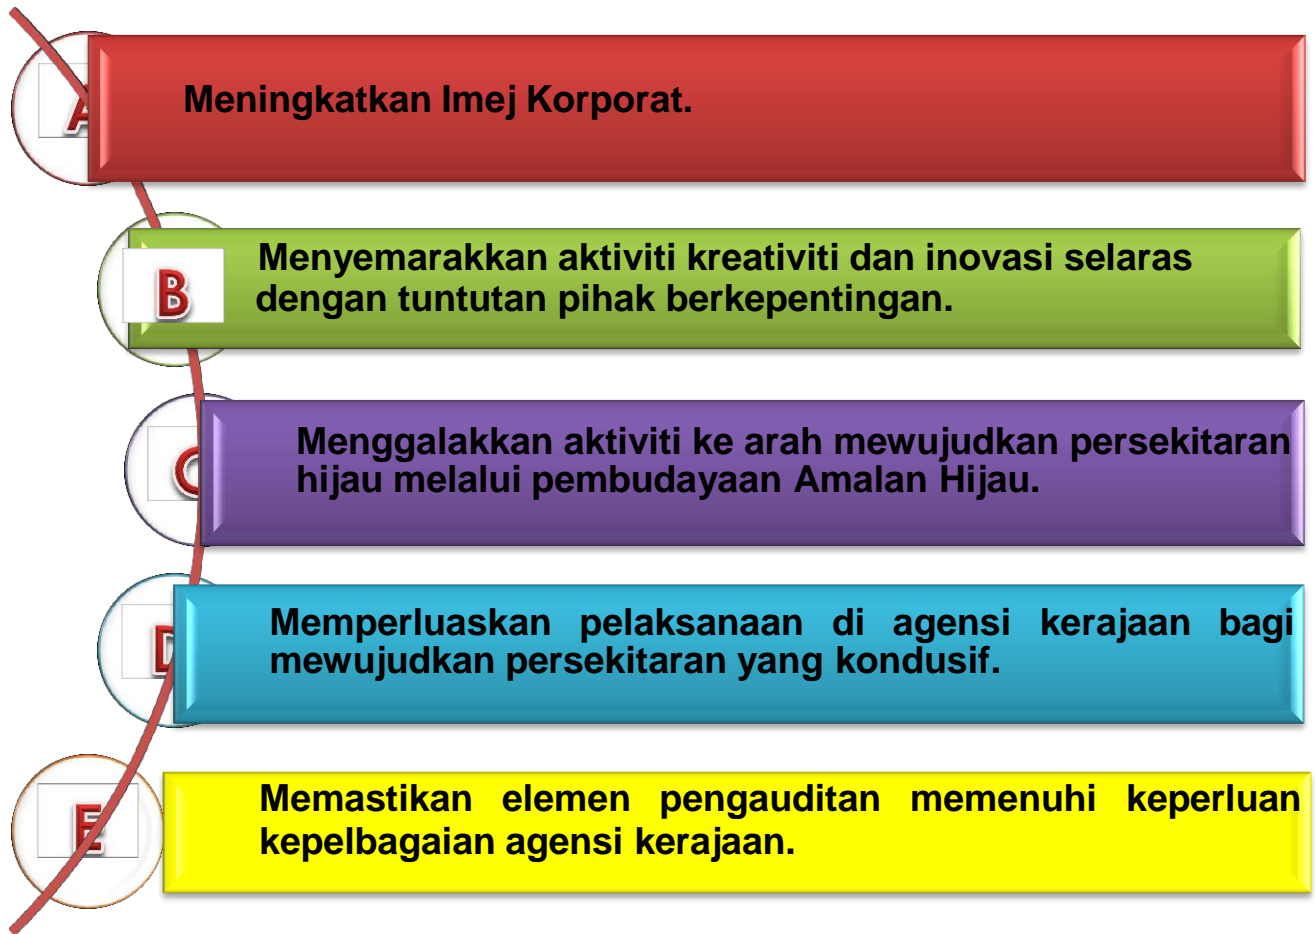 A
Meningkatkan Imej Korporat.
B
Menyemarakkan aktiviti kreativiti dan inovasi selaras
dengan tuntutan pihak berkepentingan.
C
Menggalakkan aktiviti ke arah mewujudkan persekitaran
hijau melalui pembudayaan Amalan Hijau.
D
Memperluaskan pelaksanaan di agensi kerajaan bagi
mewujudkan persekitaran yang kondusif.
E
Memastikan elemen pengauditan memenuhi keperluan
kepelbagaian agensi kerajaan.